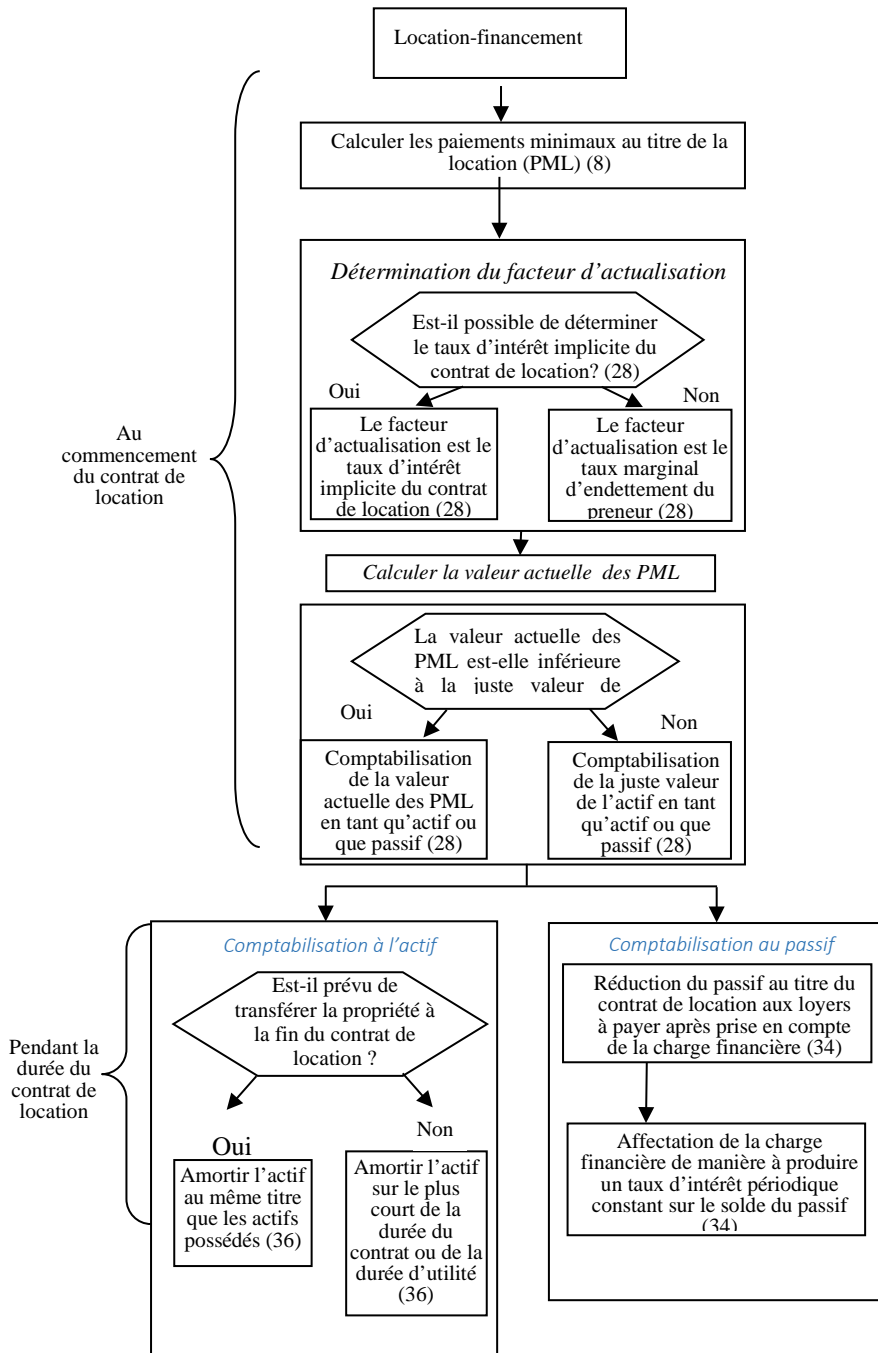 Location-financement
Calculer les paiements minimaux au titre de la
location (PML) (8)
Détermination du facteur d'actualisation
Est-il possible de déterminer
le taux d'intérêt implicite du
contrat de location? (28)
Oui
Non
Le facteur
d'actualisation est le
taux d'intérêt
implicite du contrat
de location (28)
Le facteur
d'actualisation est le
taux marginal
d'endettement du
preneur (28)
Au
commencement
du contrat de
location
Calculer la valeur actuelle des PML
La valeur actuelle des
PML est-elle inférieure
à la juste valeur de
Oui
Non
Comptabilisation
de la valeur
actuelle des PML
en tant qu'actif ou
que passif (28)
Comptabilisation
de la juste valeur
de l'actif en tant
qu'actif ou que
passif (28)
Pendant la
durée du
contrat de
location
Comptabilisation à l'actif
Est-il prévu de
transférer la propriété à
la fin du contrat de
location ?
Oui
Non
Amortir l'actif
au même titre
que les actifs
possédés (36)
Amortir l'actif
sur le plus
court de la
durée du
contrat ou de la
durée d'utilité
(36)
Comptabilisation au passif
Réduction du passif au titre du
contrat de location aux loyers
à payer après prise en compte
de la charge financière (34)
Affectation de la charge
financière de manière à produire
un taux d'intérêt périodique
constant sur le solde du passif
(34)